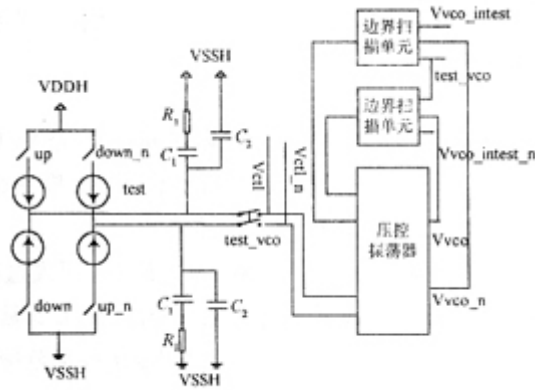 VDDH
up
down_n
test
down
up_n
VSSH
VSSH
R₁
C₁
C₂
Vctl
Vctl_n
test_vco
C₁
C₂
R₁
VSSH
边界扫
描单元
Vvco_intest
test_vco
边界扫
描单元
Vvco_intest_n
压控
振荡器
Vvco
Vvco_n